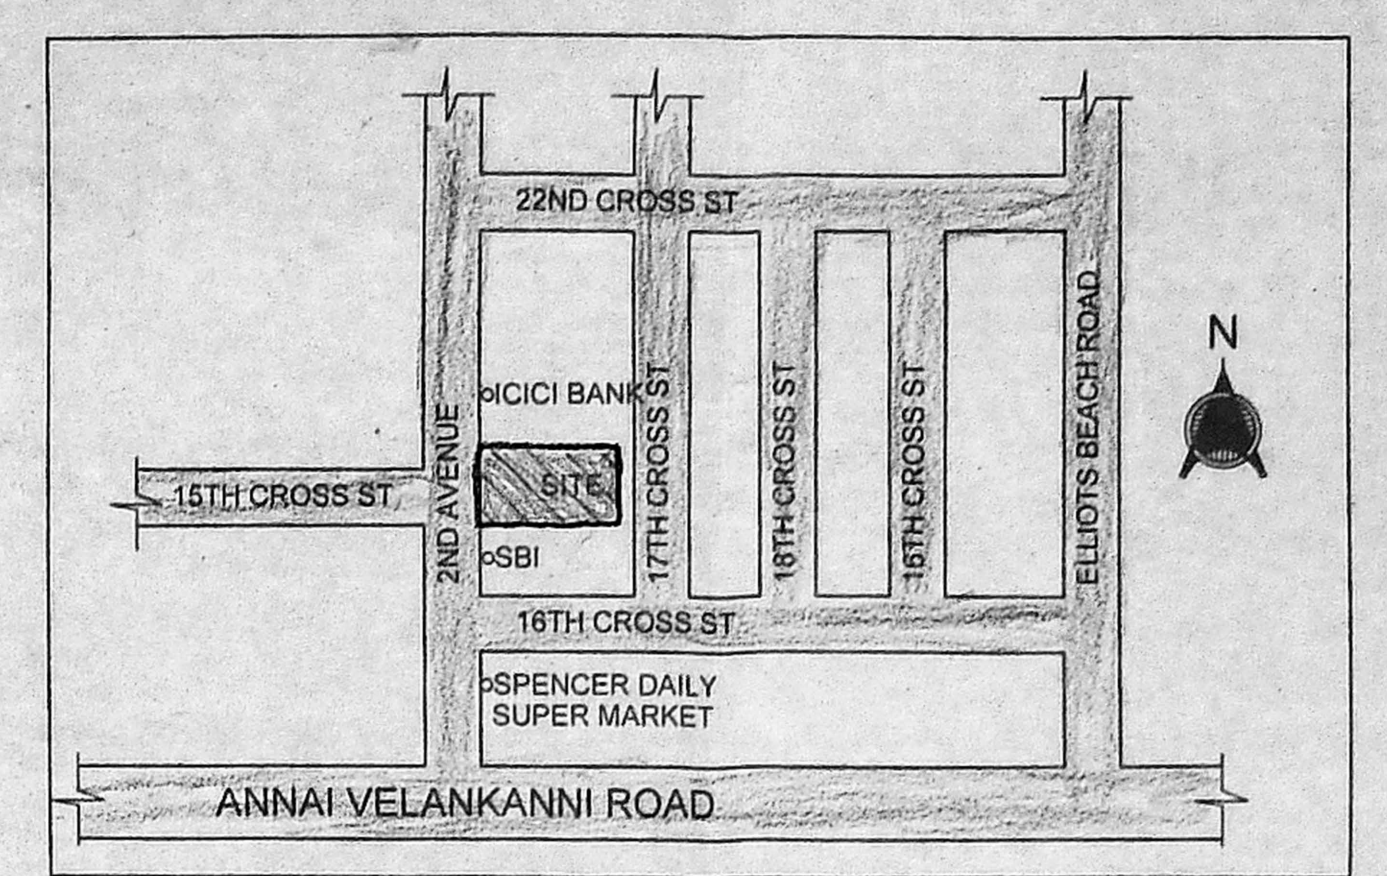 22ND CROSS ST
N
ICICI BANK
2ND AVENUE
17TH CROSS ST
18TH CROSS ST
16TH CROSS ST
ELLIOTS BEACH ROAD
15TH CROSS ST
SITE
SBI
16TH CROSS ST
SPENCER DAILY
SUPER MARKET
ANNAI VELANKANNI ROAD